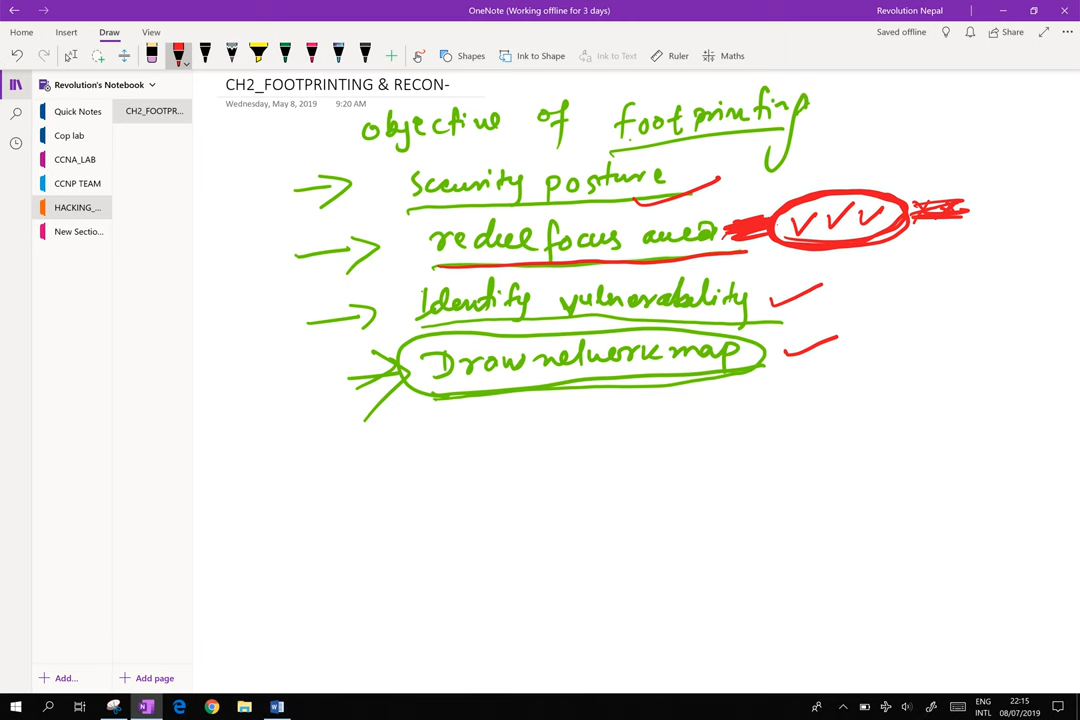 OneNote (Working offline for 3 days)
Revolution Nepal
Home Insert Draw View
Saved offline Share
Shapes Ink to Shape Ink to Text Ruler Maths
Revolution's Notebook
Quick Notes
Cop lab
CCNA_LAB
CCNP TEAM
HACKING_...
New Sectio...
CH2_FOOTPR...
CH2_FOOTPRINTING & RECON-
Wednesday, May 8, 2019 9:20 AM
objective of footprinting
security posture
focus area
Identify vulnerability
Draw network map
Add... Add page
ENG
INTL
22:15
08/07/2019